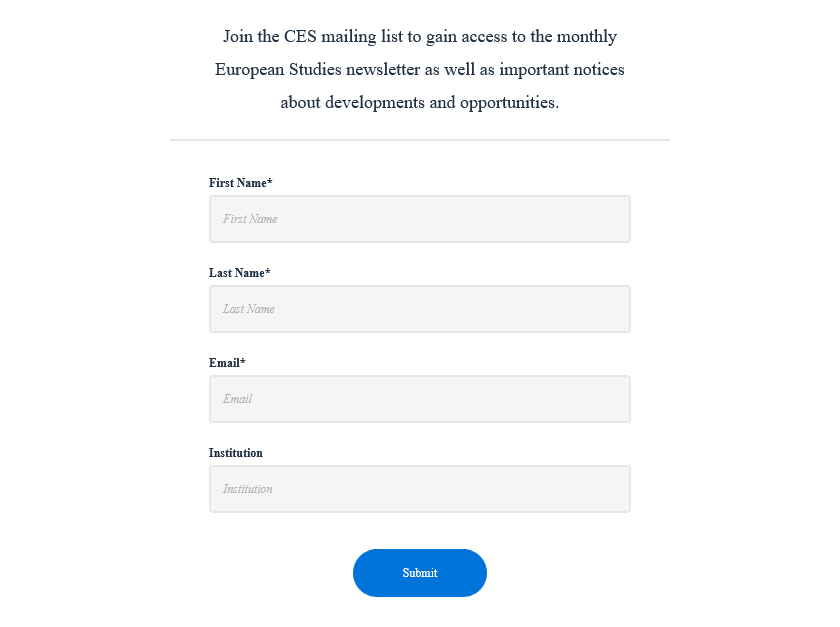 Join the CES mailing list to gain access to the monthly
European Studies newsletter as well as important notices
about developments and opportunities.
First Name*
First Name
Last Name*
Last Name
Email*
Email
Institution
Institution
Submit